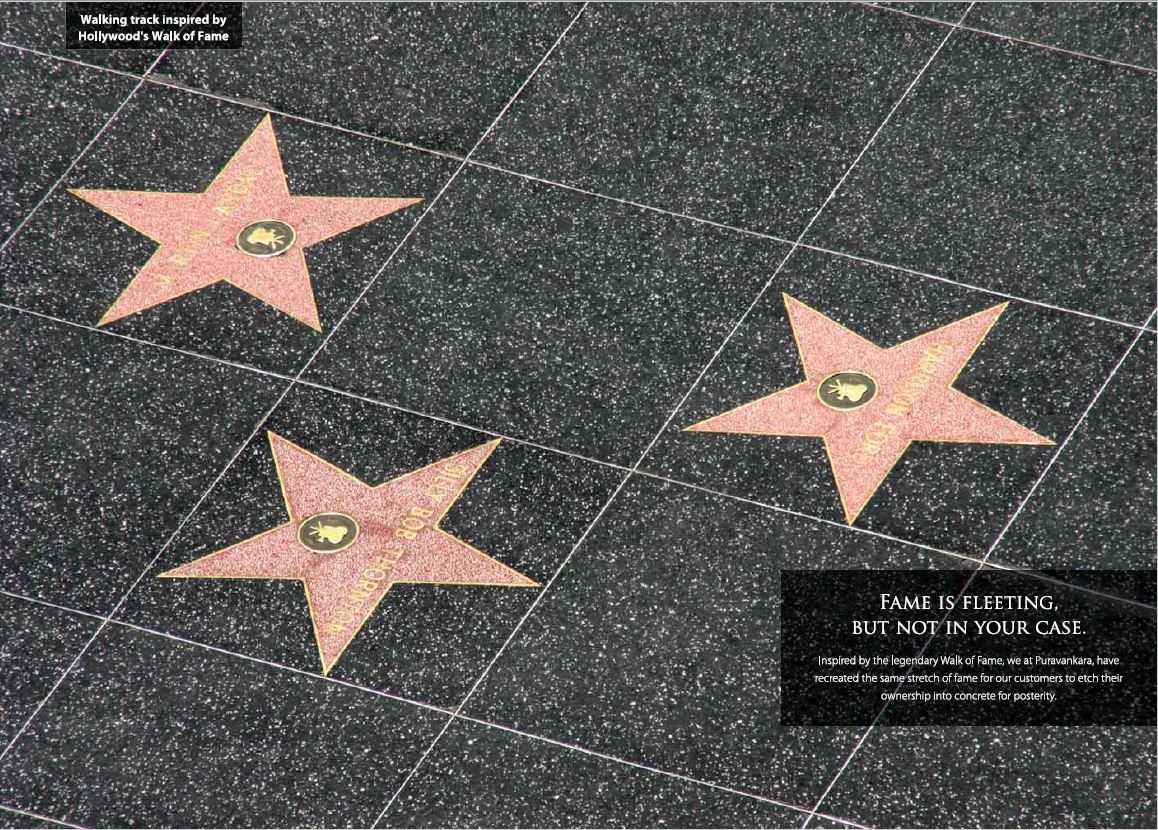 Walking track inspired by
Hollywood's Walk of Fame
HARRISON FORD
BILLY BOB THORNTON
FAME IS FLEETING,
BUT NOT IN YOUR CASE.
Inspired by the legendary Walk of Fame, we at Puravankara, have
recreated the same stretch of fame for our customers to etch their
ownership into concrete for posterity.